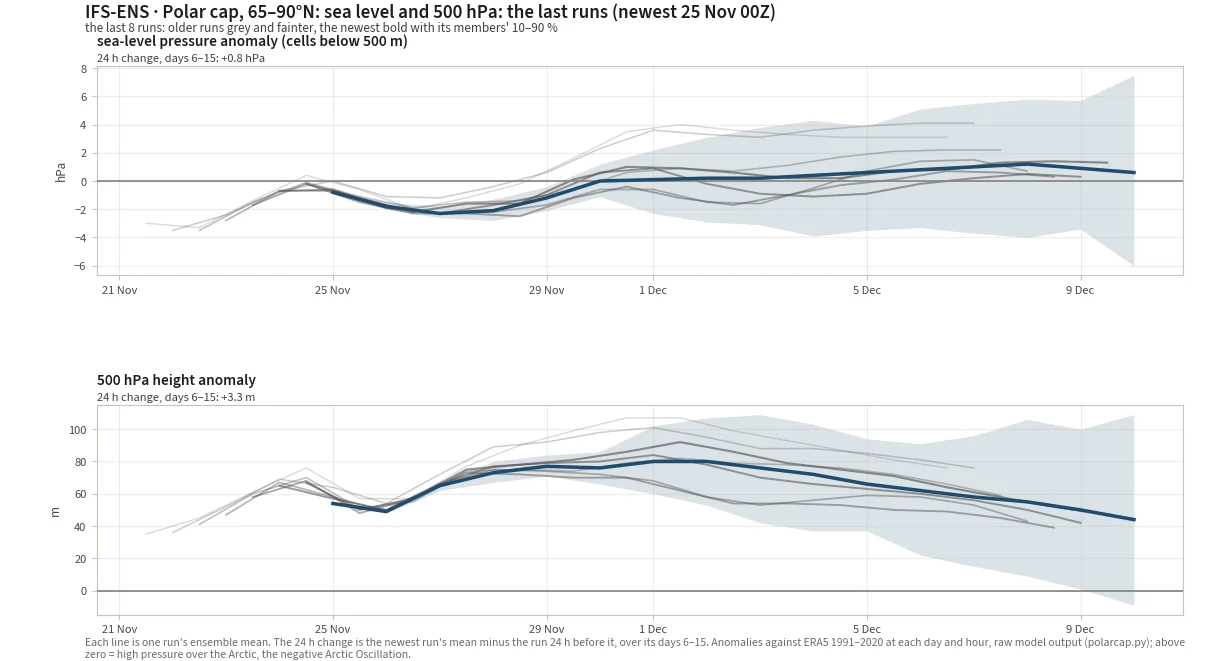 IFS-ENS · Polar cap, 65–90°N: sea level and 500 hPa: the last runs (newest 25 Nov 00Z)
the last 8 runs: older runs grey and fainter, the newest bold with its members' 10–90 %
sea-level pressure anomaly (cells below 500 m)
24 h change, days 6–15: +0.8 hPa
8
6
4
2
0
−2
−4
−6
hPa
21 Nov
25 Nov
29 Nov
1 Dec
5 Dec
9 Dec
500 hPa height anomaly
24 h change, days 6–15: +3.3 m
100
80
60
40
20
0
m
21 Nov
25 Nov
29 Nov
1 Dec
5 Dec
9 Dec
Each line is one run's ensemble mean. The 24 h change is the newest run's mean minus the run 24 h before it, over its days 6–15. Anomalies against ERA5 1991–2020 at each day and hour, raw model output (polarcap.py); above
zero = high pressure over the Arctic, the negative Arctic Oscillation.